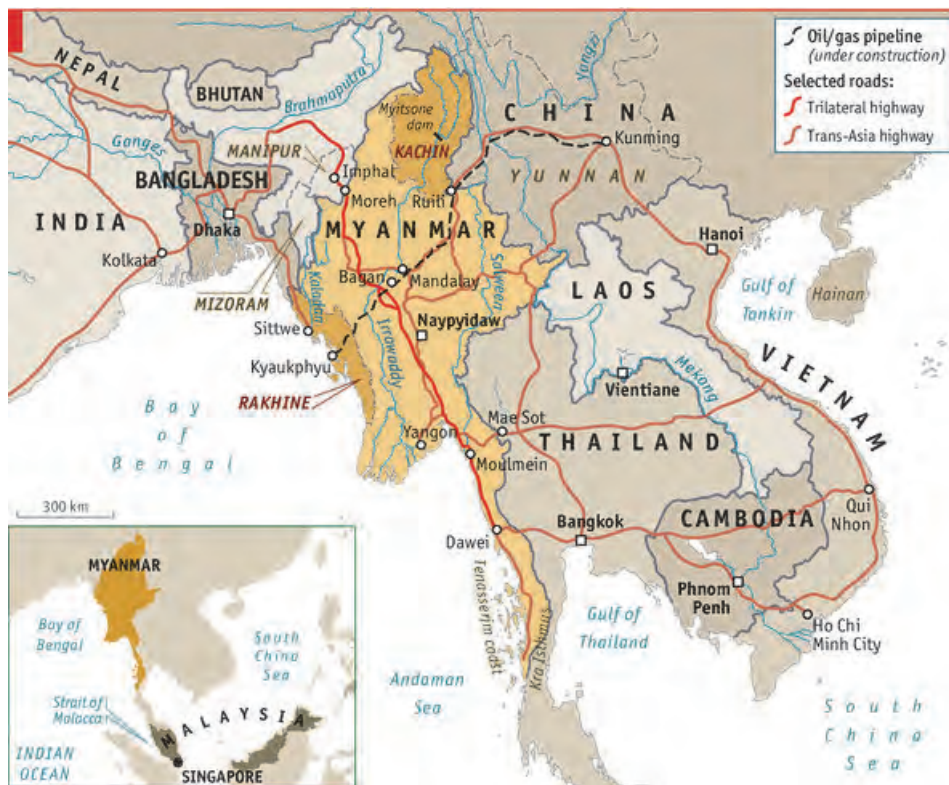 Oil/gas pipeline
(under construction)
Selected roads:
Trilateral highway
Trans-Asia highway
NEPAL
BHUTAN
Brahmaputra
Yangzi
Myitsone
dam
CHINA
Kunming
Ganges
MANIPUR
KACHIN
Imphal
YUNNAN
BANGLADESH
Moreh
Ruili
INDIA
Dhaka
MYANMAR
Hanoi
Kolkata
Bagan
Mandalay
Salween
LAOS
Gulf of
Tonkin
Hainan
MIZORAM
Kaladan
Sittwe
Irrawaddy
Naypyidaw
Kyaukphyu
Vientiane
Mekong
VIETNAM
RAKHINE
Bay
of
Bengal
Yangon
Mae Sot
THAILAND
Moulmein
300 km
CAMBODIA
Qui
Nhon
Dawei
Bangkok
Tenasserim coast
Phnom
Penh
Kra Isthmus
Gulf of
Thailand
Ho Chi
Minh City
Andaman
Sea
South
China
Sea
MYANMAR
Bay of
Bengal
South
China
Sea
Strait of
Malacca
MALAYSIA
INDIAN
OCEAN
SINGAPORE